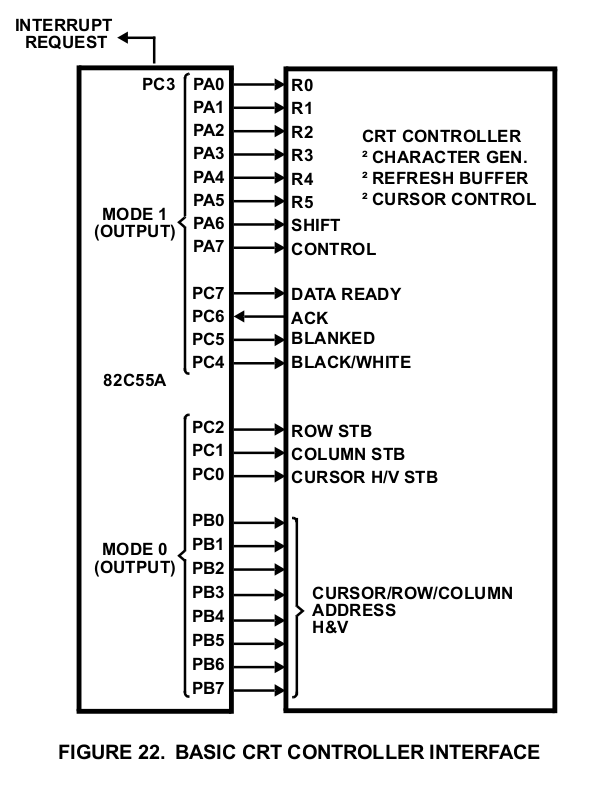 INTERRUPT
REQUEST
PC3 PA0 R0
PA1 R1
PA2 R2
PA3 R3
PA4 R4
PA5 R5
PA6 SHIFT
PA7 CONTROL
CRT CONTROLLER
² CHARACTER GEN.
² REFRESH BUFFER
² CURSOR CONTROL
MODE 1
(OUTPUT)
PC7 DATA READY
PC6 ACK
PC5 BLANKED
PC4 BLACK/WHITE
82C55A
PC2 ROW STB
PC1 COLUMN STB
PC0 CURSOR H/V STB
MODE 0
(OUTPUT)
PB0
PB1
PB2
PB3
PB4
PB5
PB6
PB7
CURSOR/ROW/COLUMN
ADDRESS
H&V
FIGURE 22. BASIC CRT CONTROLLER INTERFACE